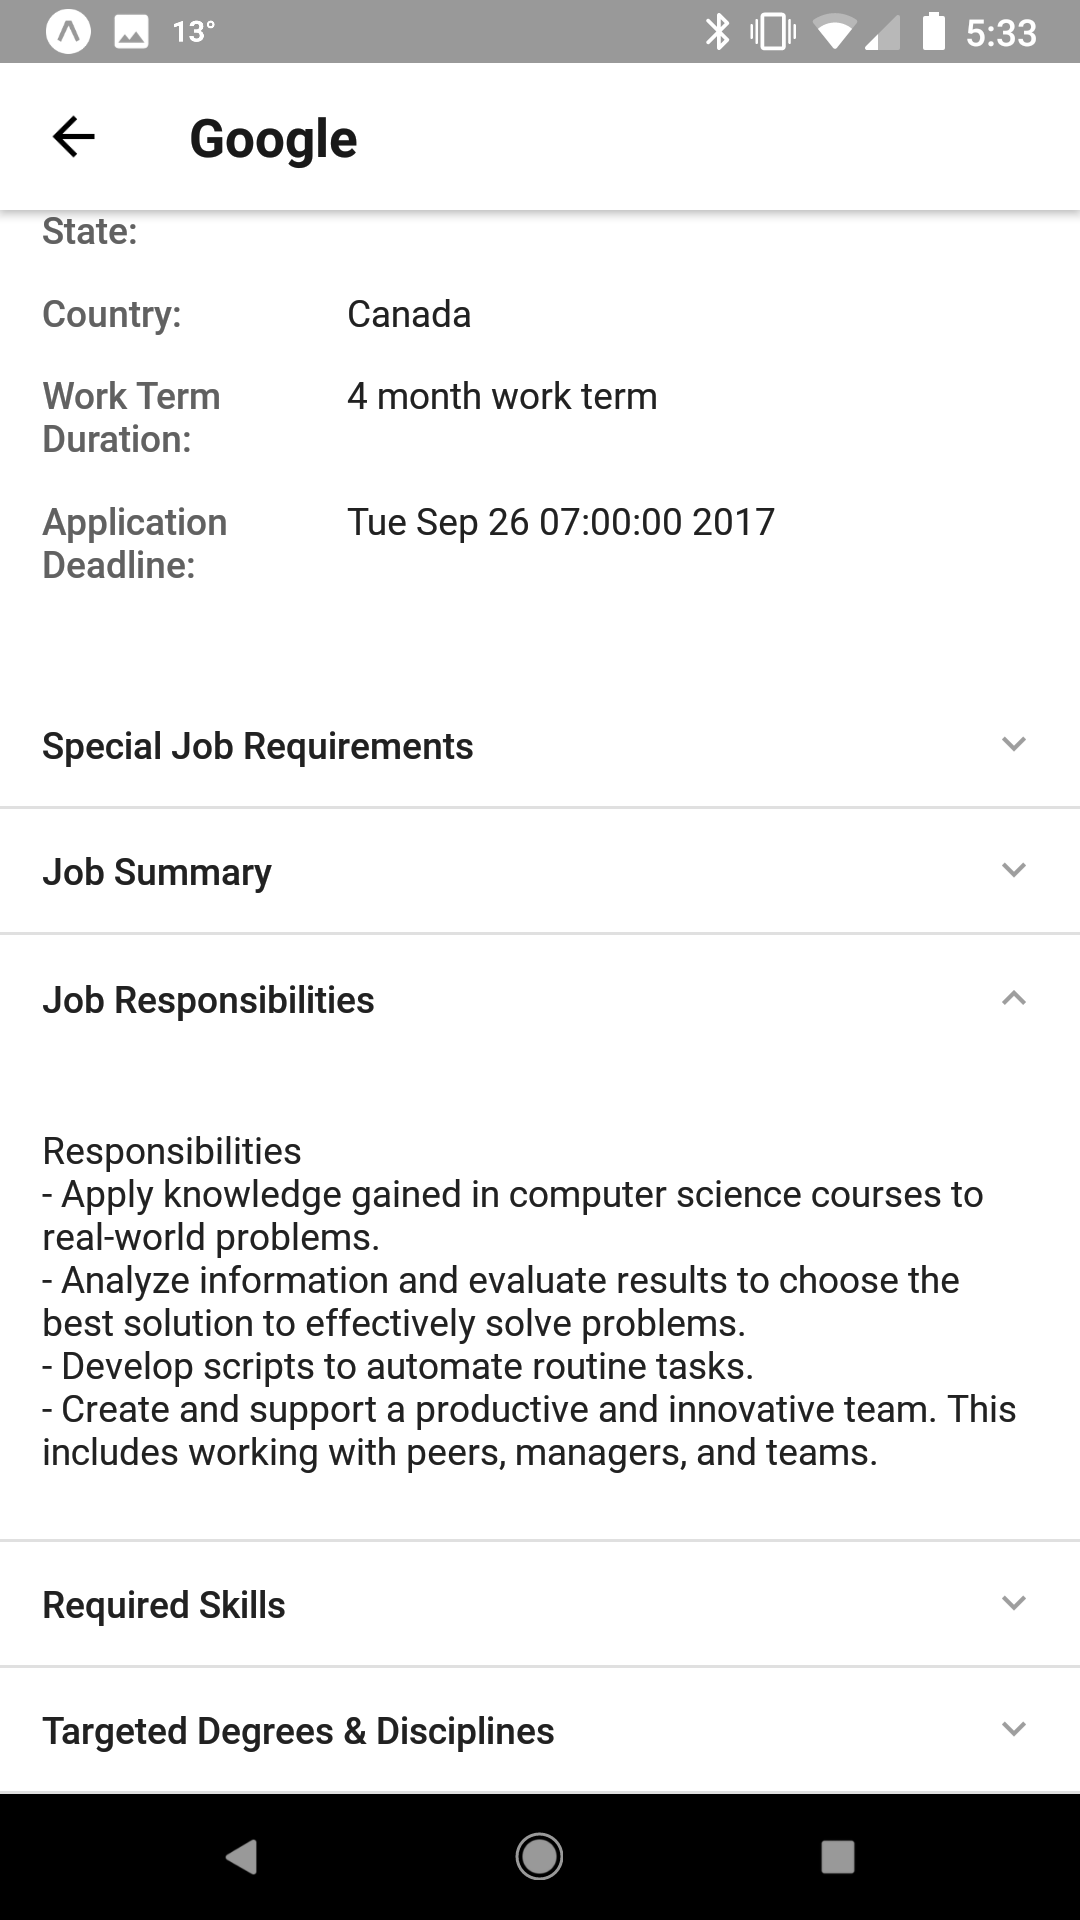 13° 5:33
Google
State:
Country: Canada
Work Term 4 month work term
Duration:
Application Tue Sep 26 07:00:00 2017
Deadline:
Special Job Requirements
Job Summary
Job Responsibilities
Responsibilities
- Apply knowledge gained in computer science courses to
real-world problems.
- Analyze information and evaluate results to choose the
best solution to effectively solve problems.
- Develop scripts to automate routine tasks.
- Create and support a productive and innovative team. This
includes working with peers, managers, and teams.
Required Skills
Targeted Degrees & Disciplines